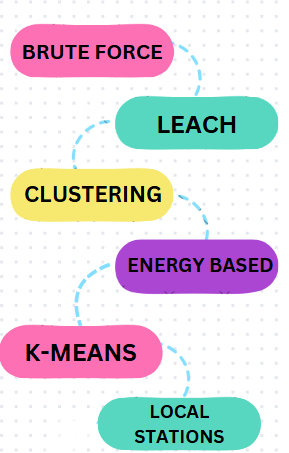 BRUTE FORCE
LEACH
CLUSTERING
ENERGY BASED
K-MEANS
LOCAL
STATIONS